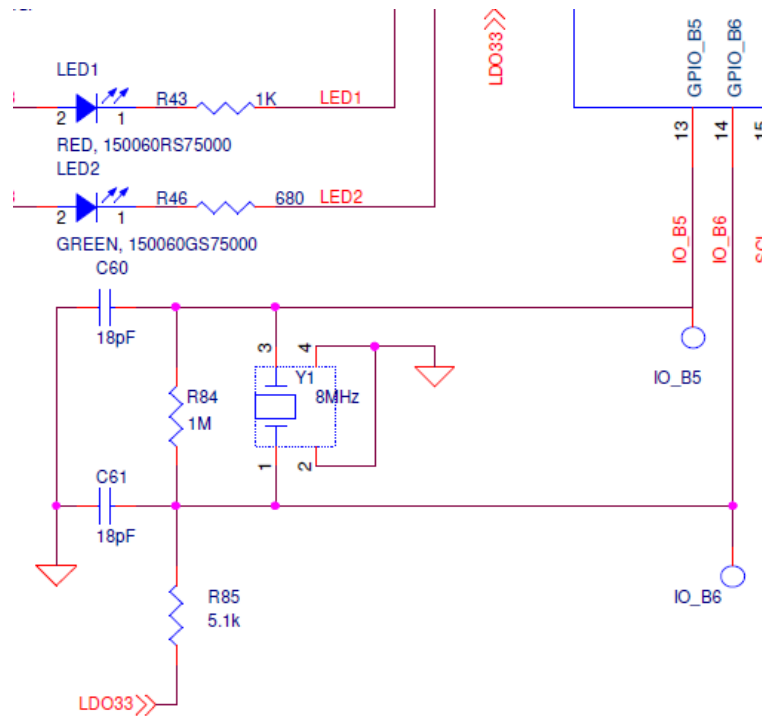 LED1
R43
1K
LED1
2
1
RED, 150060RS75000
LED2
R46
680
LED2
2
1
GREEN, 150060GS75000
LDO33
GPIO_B5
GPIO_B6
13
14
15
IO_B5
IO_B6
C60
18pF
3
4
Y1
8MHz
R84
1M
IO_B5
1
2
C61
18pF
IO_B6
R85
5.1k
LDO33